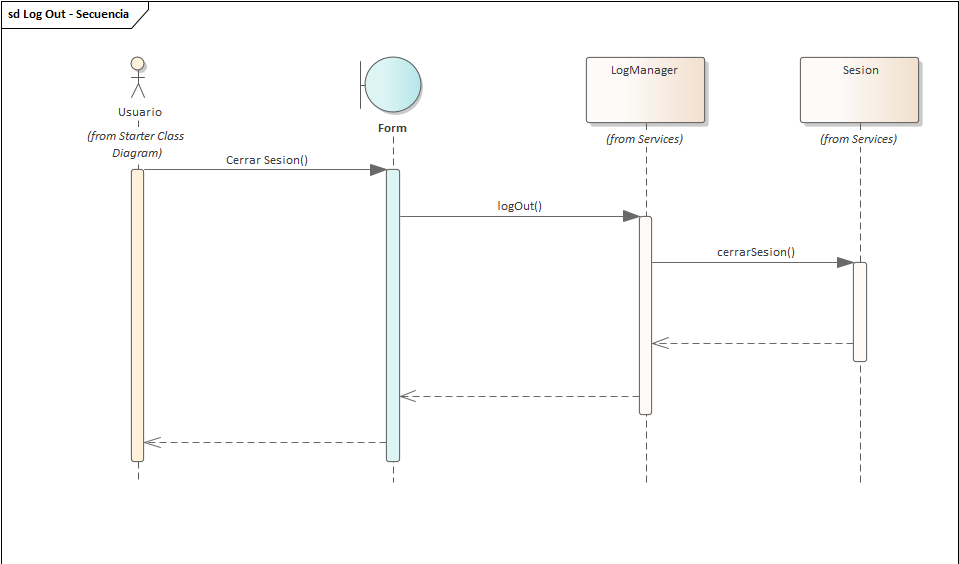 sd Log Out - Secuencia
Usuario
(from Starter Class
Diagram)
Form
LogManager
(from Services)
Sesion
(from Services)
Cerrar Sesion()
logOut()
cerrarSesion()